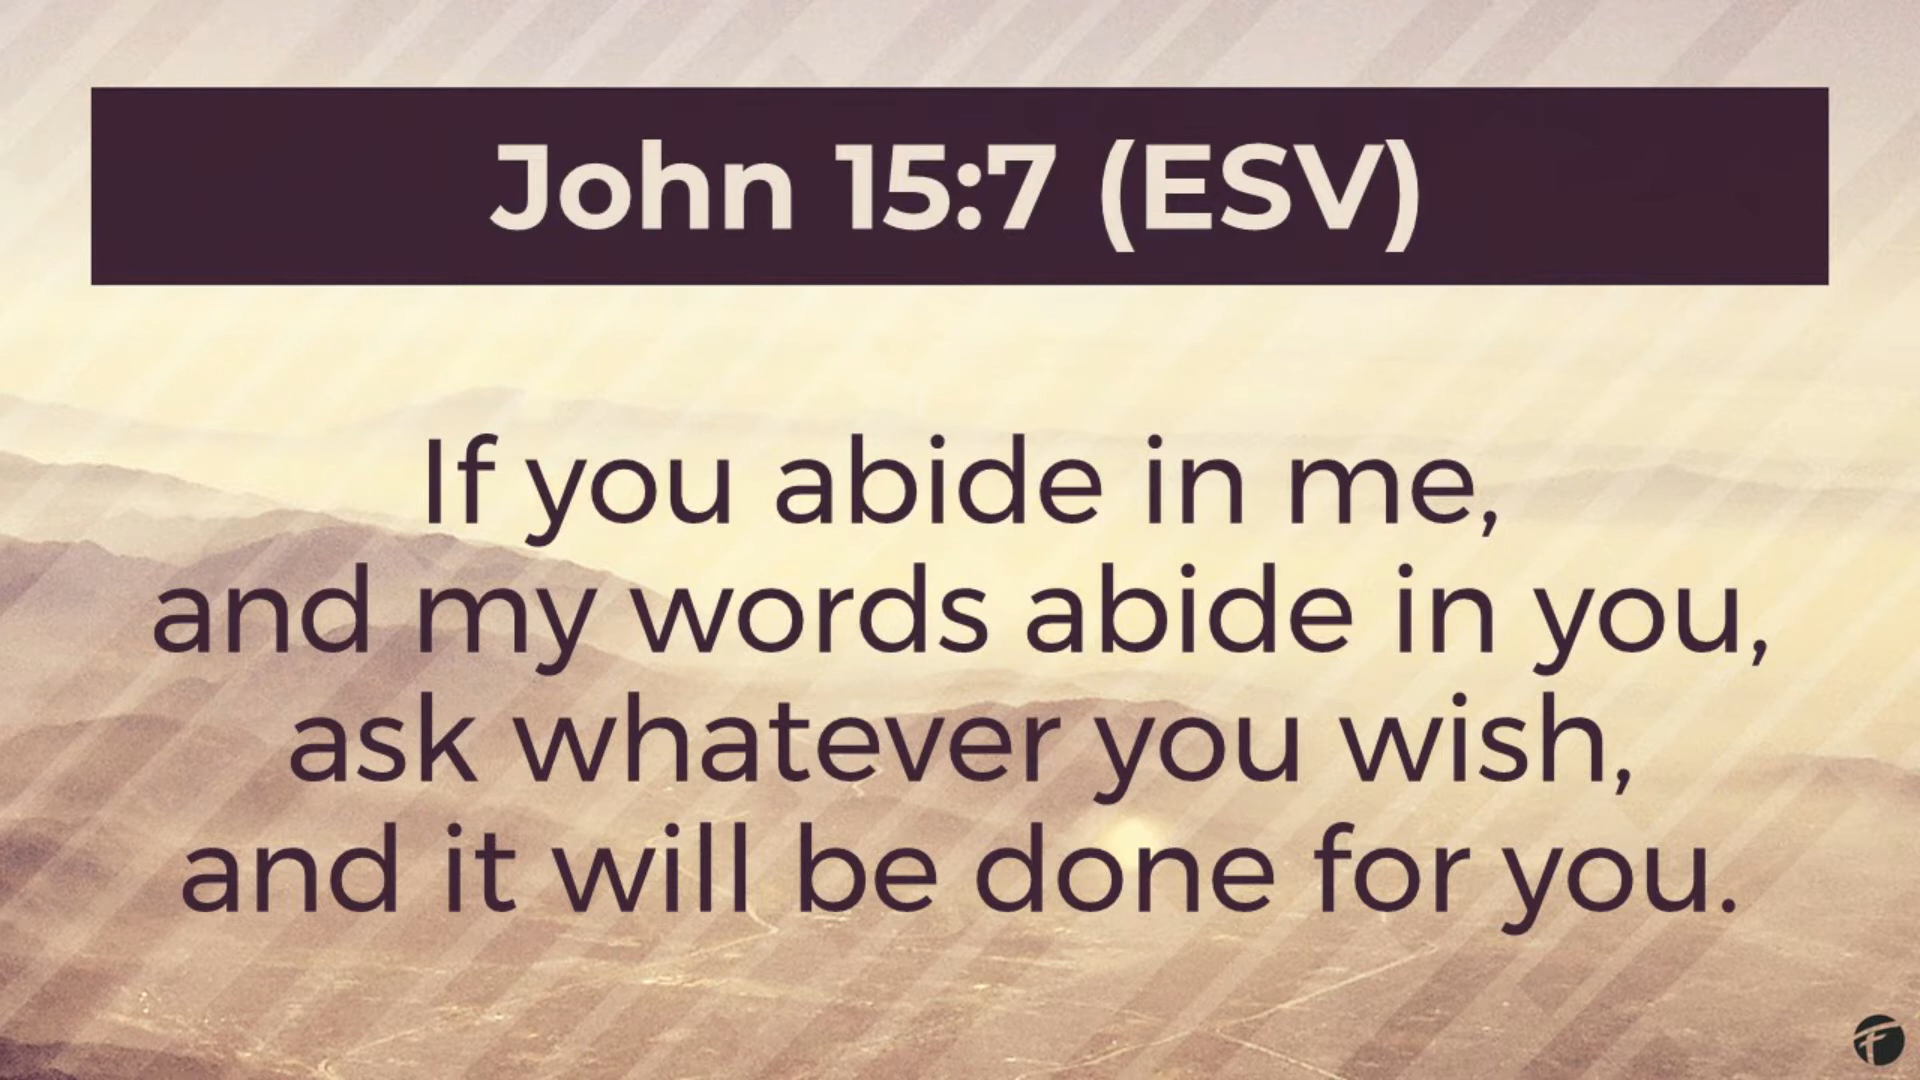 John 15:7 (ESV)
If you abide in me,
and my words abide in you,
ask whatever you wish,
and it will be done for you.